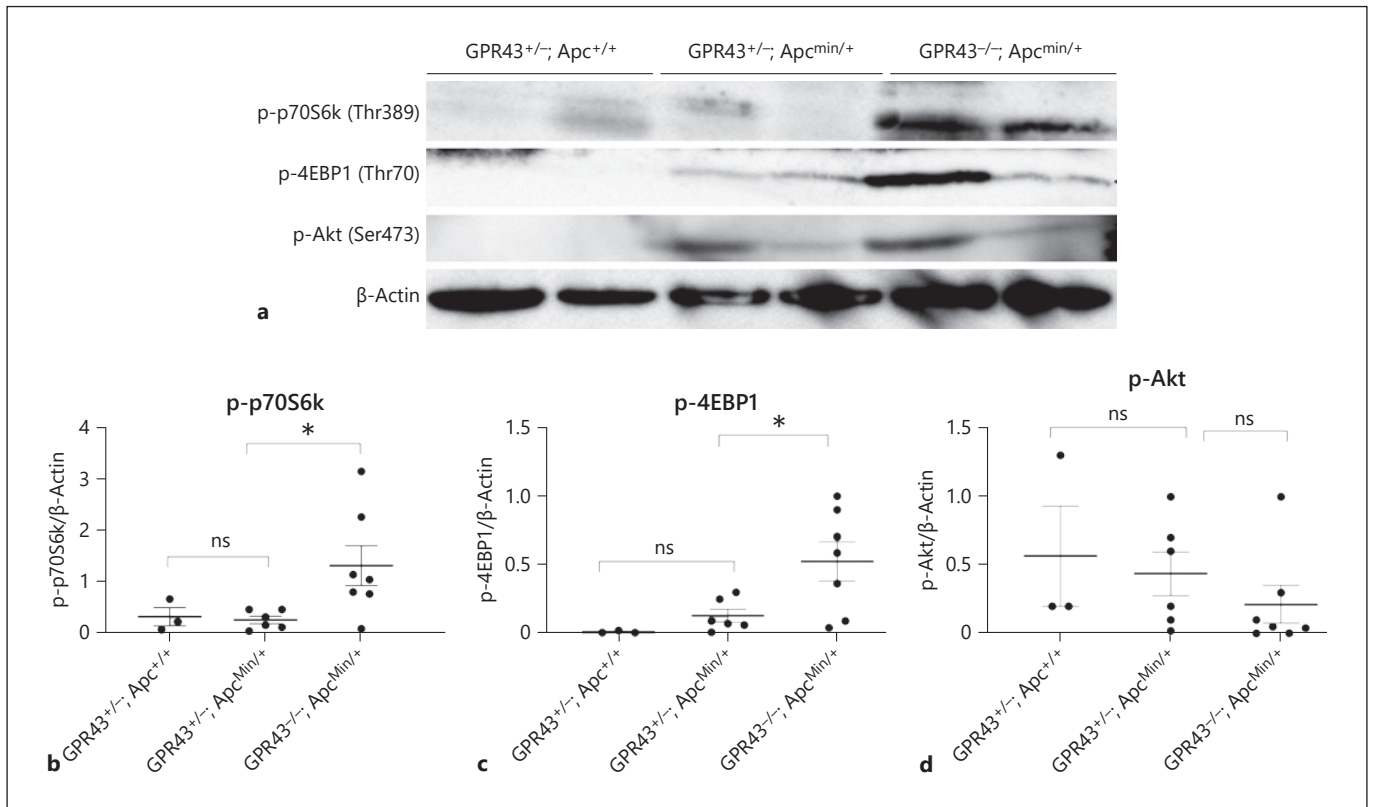 GPR43+/–; Apc+/+ GPR43+/–; Apcmin/+ GPR43–/–; Apcmin/+
p-p70S6k (Thr389)
p-4EBP1 (Thr70)
p-Akt (Ser473)
β-Actin
a
p-p70S6k
p-p70S6k/β-Actin
4
3
2
1
0
ns
*
GPR43+/–; Apc+/+
GPR43+/–; ApcMin/+
GPR43–/–; ApcMin/+
b
p-4EBP1
p-4EBP1/β-Actin
1.5
1.0
0.5
0
ns
*
GPR43+/–; Apc+/+
GPR43+/–; ApcMin/+
GPR43–/–; ApcMin/+
c
p-Akt
p-Akt/β-Actin
1.5
1.0
0.5
0
ns
ns
GPR43+/–; Apc+/+
GPR43+/–; ApcMin/+
GPR43–/–; ApcMin/+
d